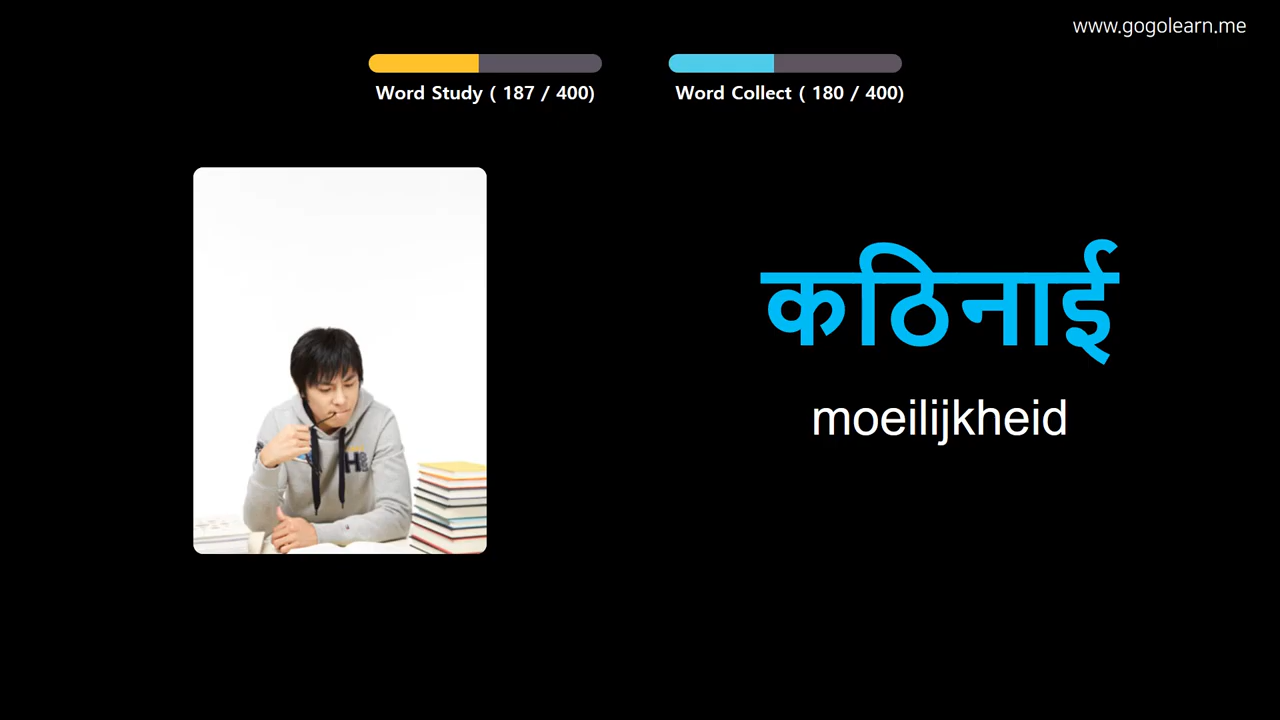 www.gogolearn.me
Word Study ( 187 / 400)
Word Collect ( 180 / 400)
कठिनाई
moeilijkheid